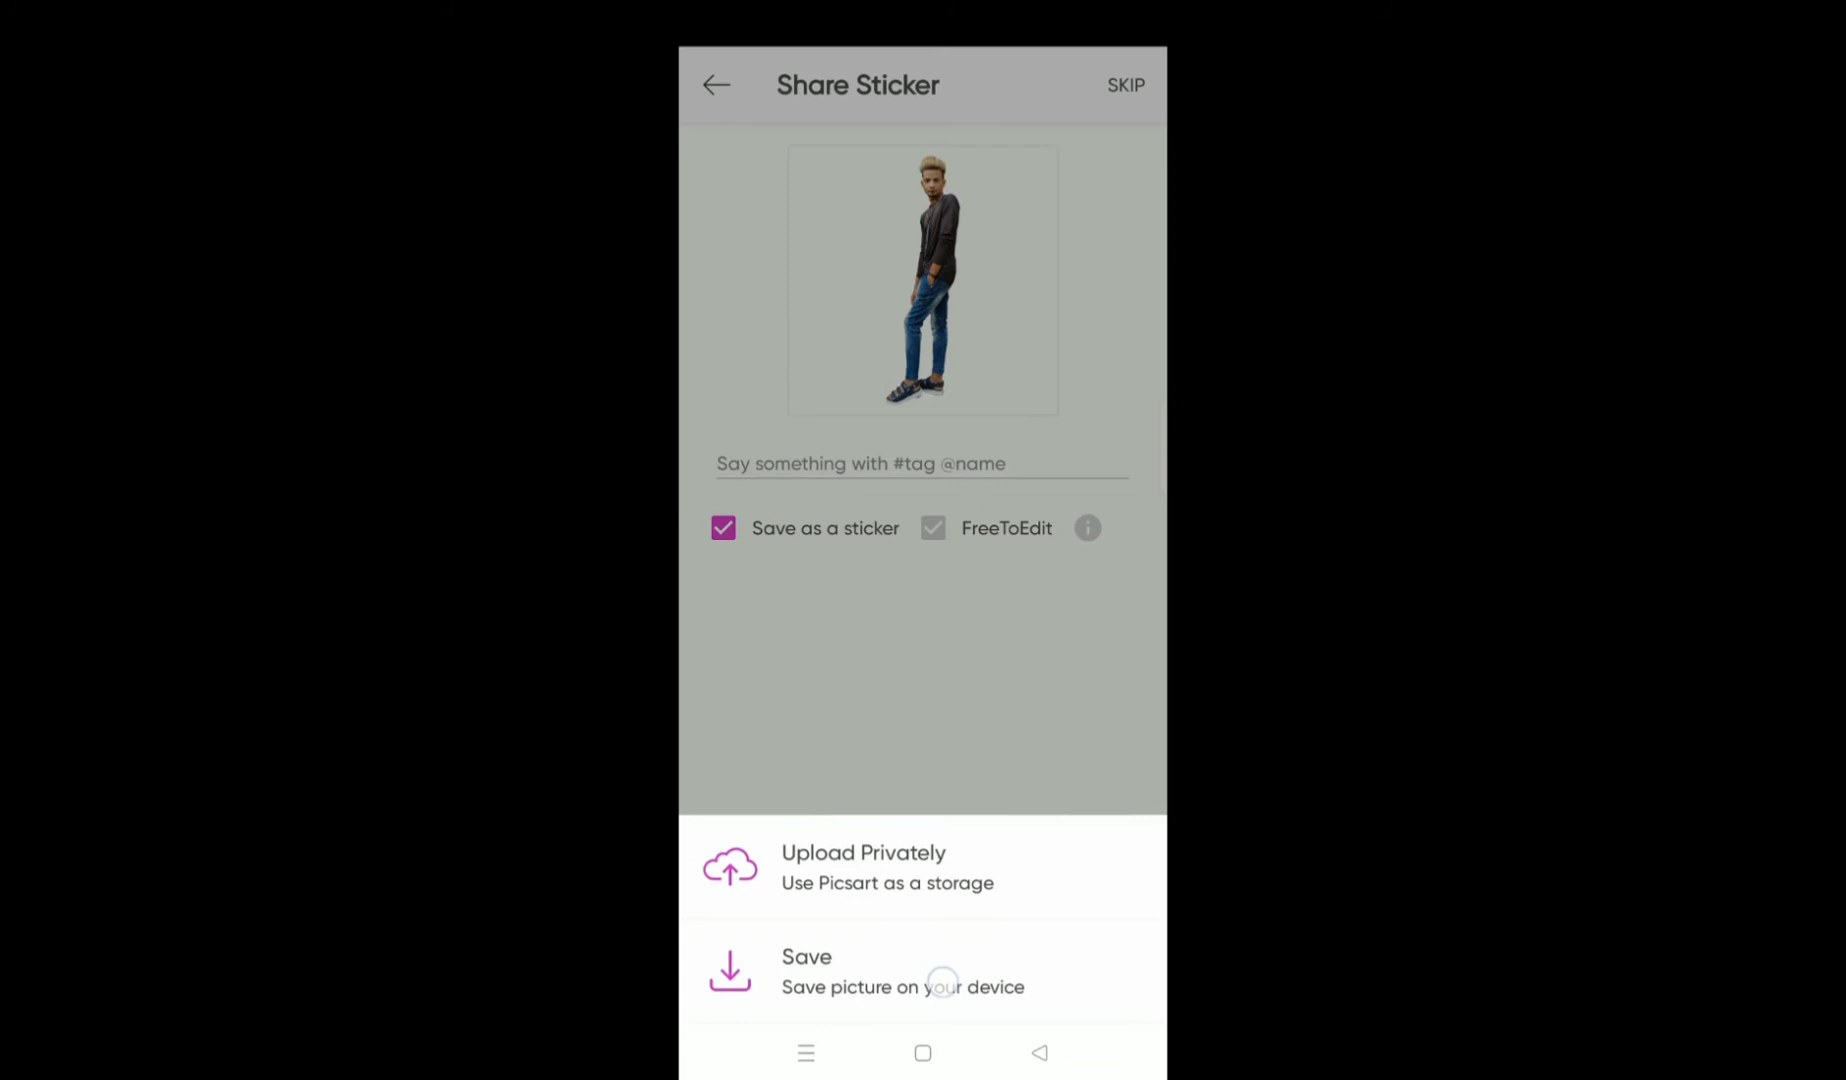 Share Sticker
SKIP
Say something with #tag @name
Save as a sticker
FreeToEdit
Upload Privately
Use Picsart as a storage
Save
Save picture on your device